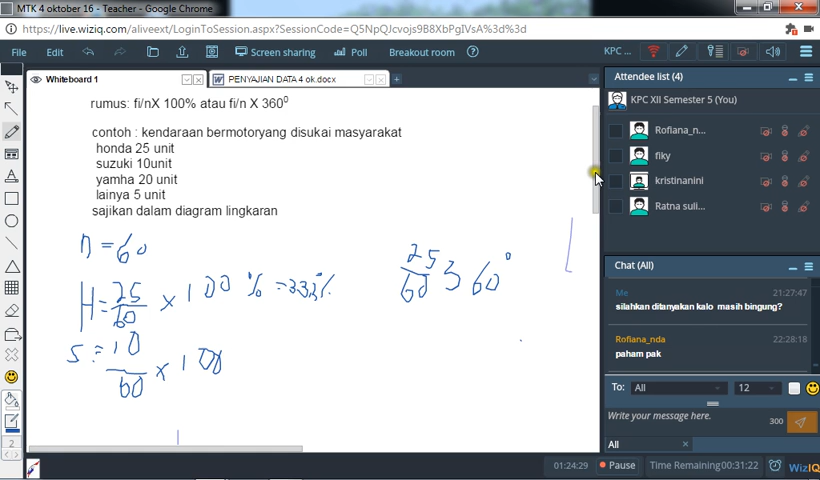 MTK 4 oktober 16 - Teacher - Google Chrome
https://live.wiziq.com/aliveext/LoginToSession.aspx?SessionCode=Q5NpQJcvojs9B8XbPgIVsA%3d%3d
File Edit Screen sharing Poll Breakout room KPC ...
Whiteboard 1 PENYAJIAN DATA 4 ok.docx
Attendee list (4)
KPC XII Semester 5 (You)
Rofiana_n...
fiky
kristinanini
Ratna suli...
rumus: fi/nX 100% atau fi/n X 360⁰
contoh : kendaraan bermotoryang disukai masyarakat
honda 25 unit
suzuki 10unit
yamha 20 unit
lainya 5 unit
sajikan dalam diagram lingkaran
n = 60
H = 25/60 x 100 % = 33,3%
25/60 360°
S = 10/60 x 100
Chat (All)
Me 21:27:47
silahkan ditanyakan kalo masih bingung?
Rofiana_nda 22:28:18
paham pak
To: All 12
Write your message here. 300
All
2
01:24:29 Pause Time Remaining 00:31:22 WizIQ